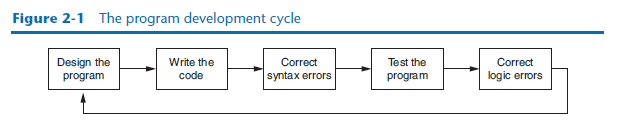 Figure 2-1 The program development cycle
Design the
program
Write the
code
Correct
syntax errors
Test the
program
Correct
logic errors